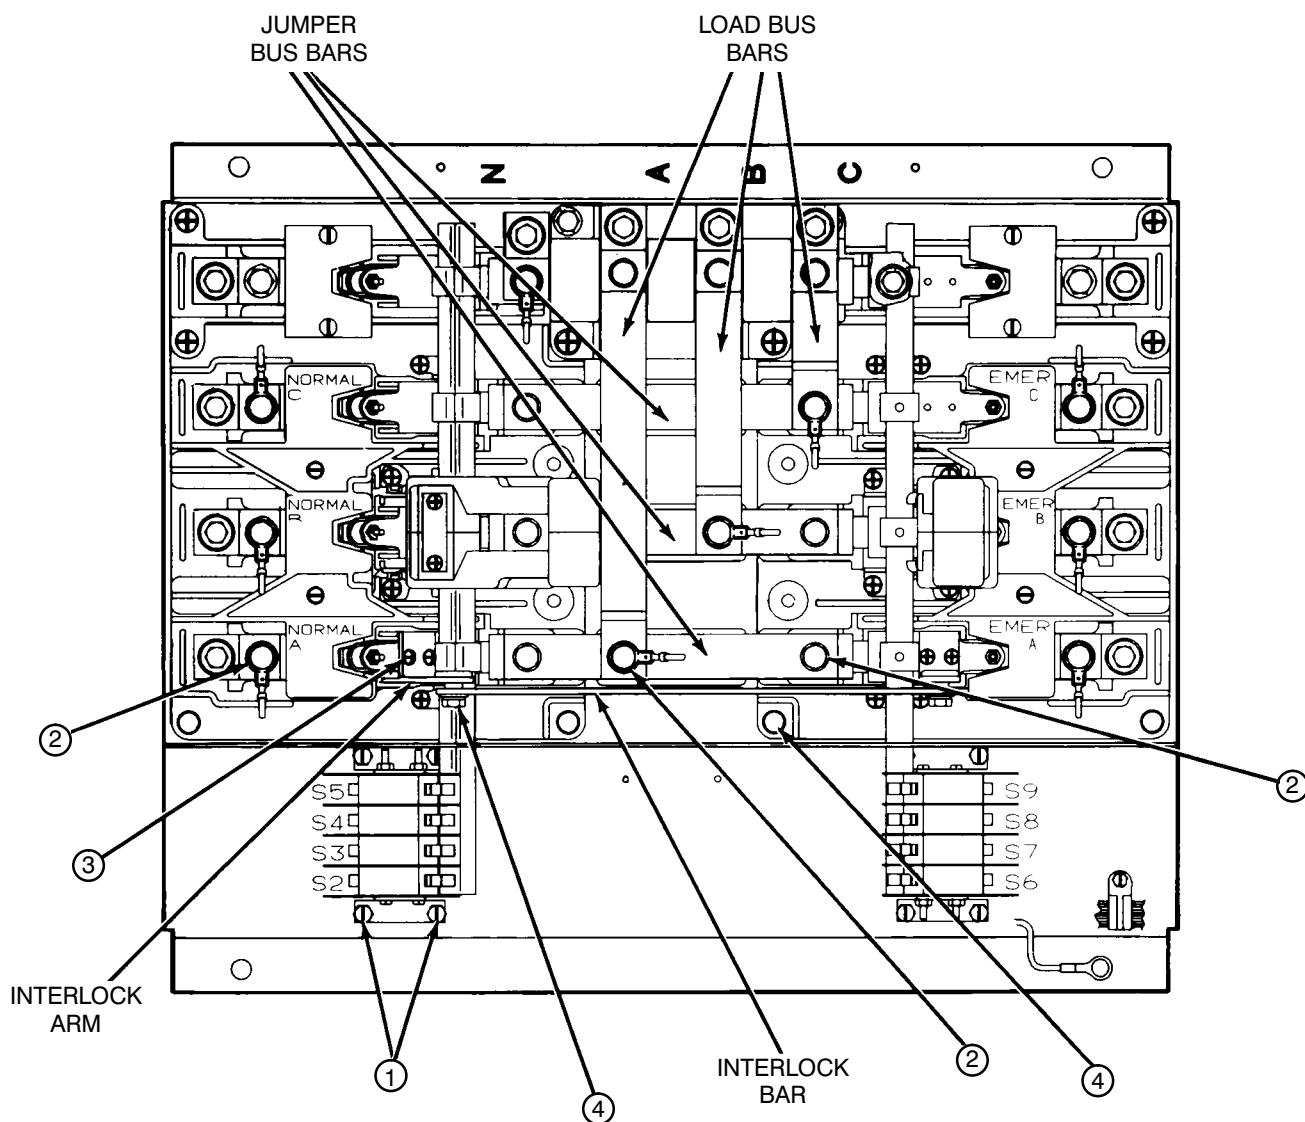 JUMPER
BUS BARS
LOAD BUS
BARS
N A B C
NORMAL
C
EMER
C
NORMAL
B
EMER
B
NORMAL
A
EMER
A
2
2
S5
S9
S4
S8
3
S3
S7
S2
S6
INTERLOCK
ARM
1
4
INTERLOCK
BAR
2
4